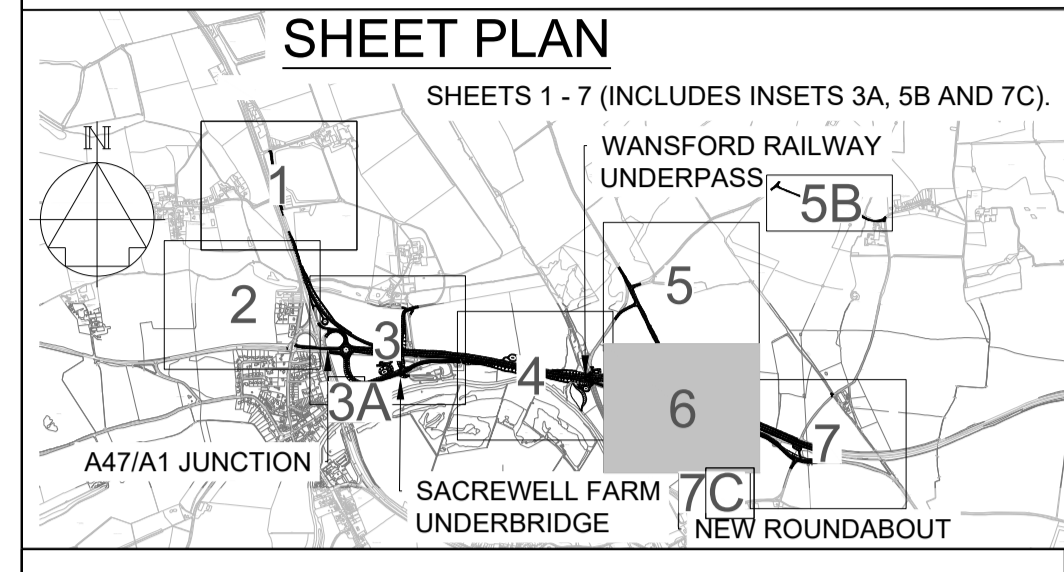 SHEET PLAN
SHEETS 1 - 7 (INCLUDES INSETS 3A, 5B AND 7C).
N
WANSFORD RAILWAY
UNDERPASS
1
5B
2
5
3
4
3A
6
7
A47/A1 JUNCTION
SACREWELL FARM
UNDERBRIDGE
7C
NEW ROUNDABOUT